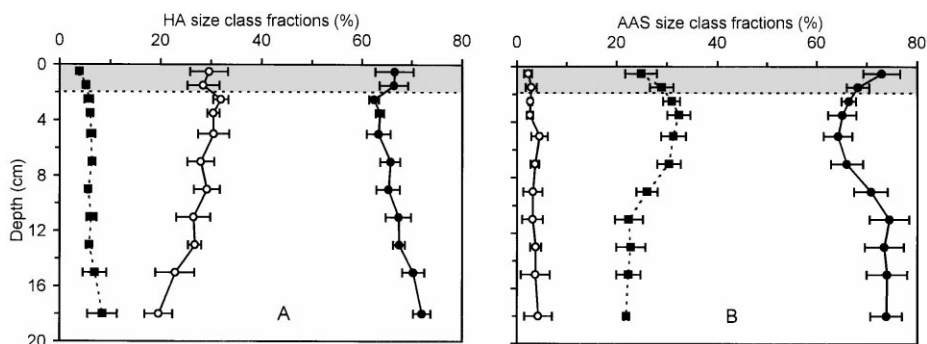 HA size class fractions (%)
0 20 40 60 80
Depth (cm)
0
4
8
12
16
20
A
AAS size class fractions (%)
0 20 40 60 80
B